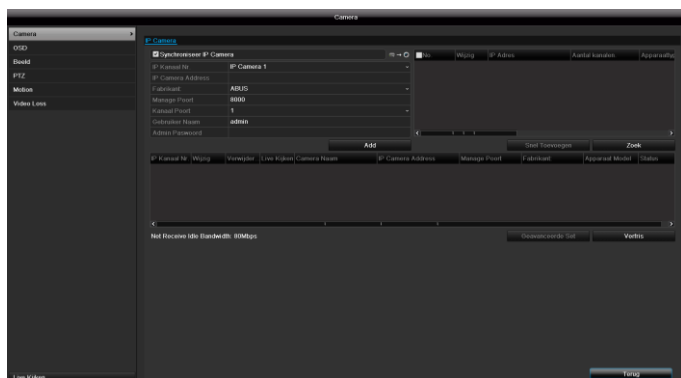 Camera
Camera >
OSD
Beeld
PTZ
Motion
Video Loss
IP Camera
Synchroniseer IP Camera
IP Kanaal Nr IP Camera 1
IP Camera Address
Fabrikant ABUS
Manage Poort 8000
Kanaal Poort 1
Gebruiker Naam admin
Admin Paswoord
No Wijzig IP Adres Aantal kanalen Apparaatty
Add Snel Toevoegen Zoek
IP Kanaal Nr Wijzig Verwijder Live Kijken Camera Naam IP Camera Address Manage Poort Fabrikant Apparaat Model Status
Net Receive Idle Bandwidth: 80Mbps Geavanceerde Set Verfris
Live Kijken Terug